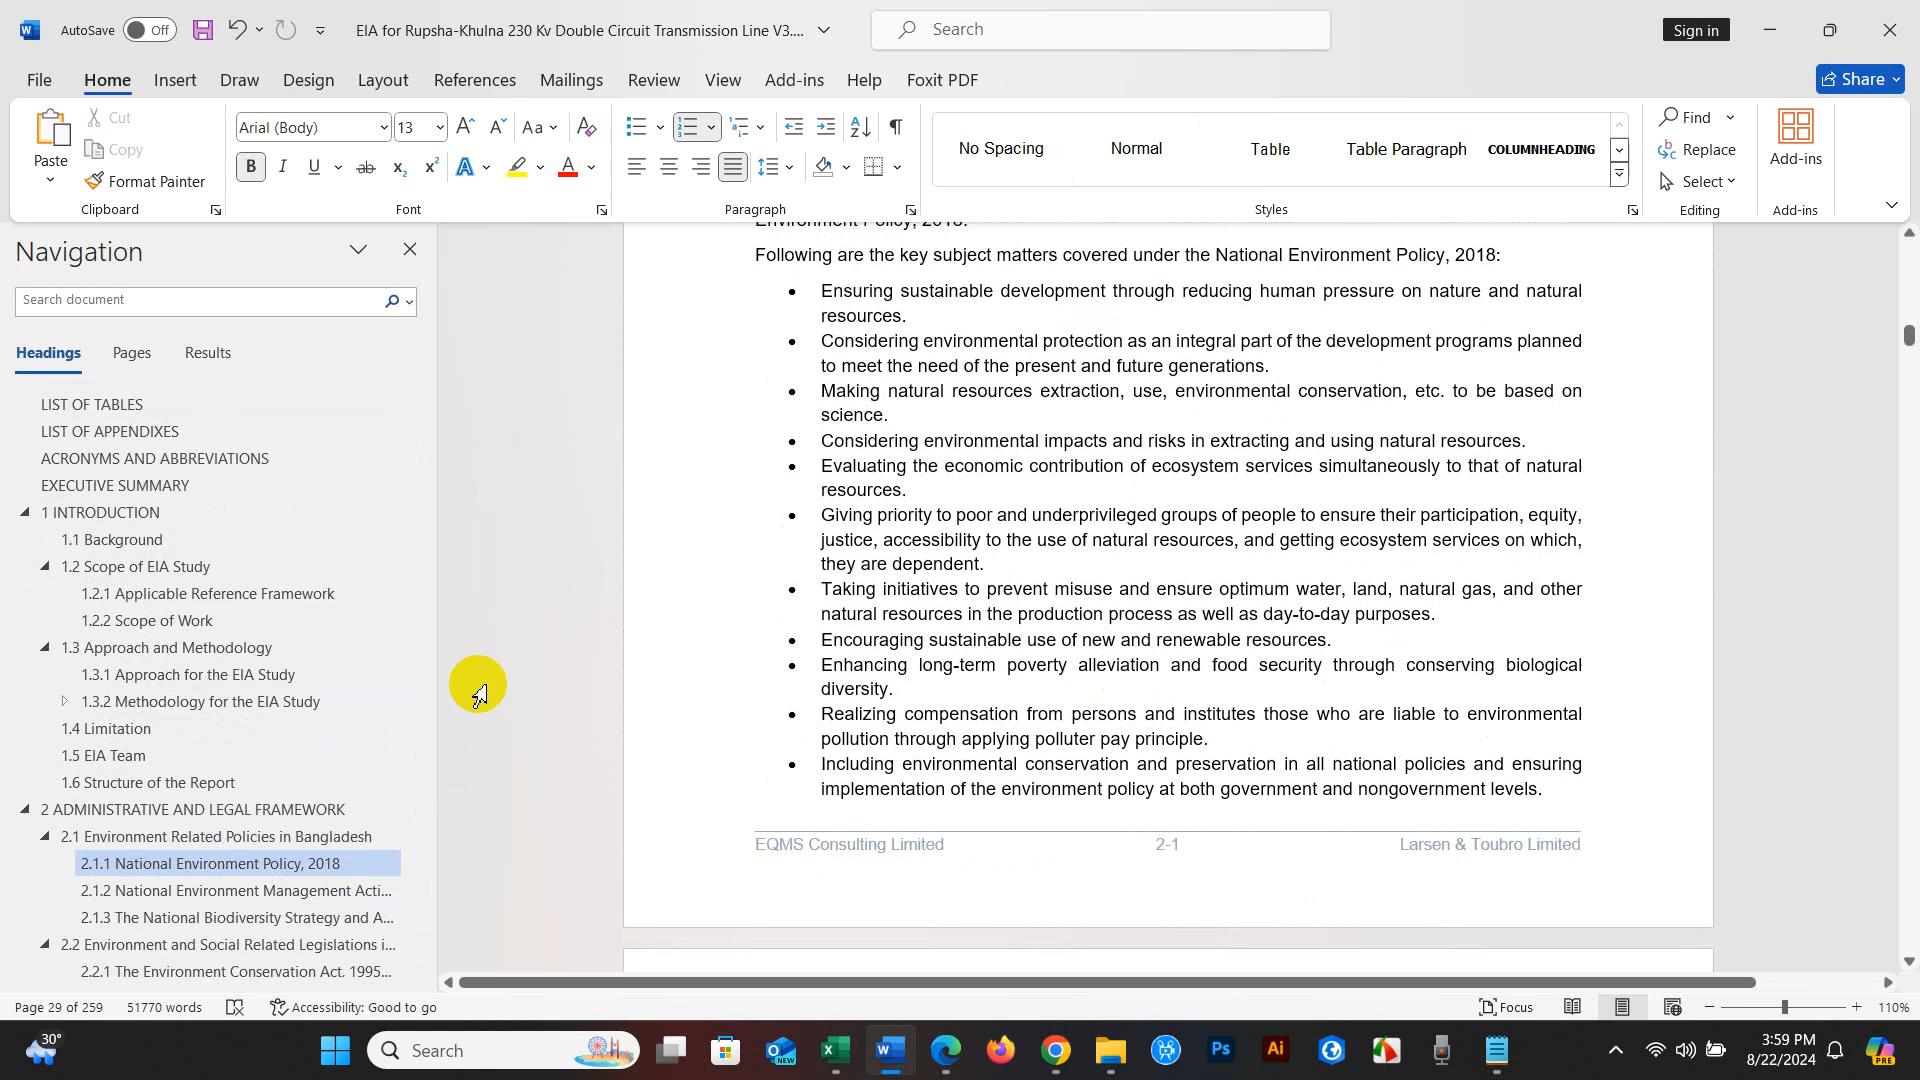 AutoSave Off EIA for Rupsha-Khulna 230 Kv Double Circuit Transmission Line V3.... Search Sign in
File Home Insert Draw Design Layout References Mailings Review View Add-ins Help Foxit PDF Share
Paste Cut Copy Format Painter
Arial (Body) 13
No Spacing Normal Table Table Paragraph COLUMNHEADING
Find Replace Select
Add-ins
Clipboard Font Paragraph Styles Editing Add-ins
Navigation
Search document
Headings Pages Results
LIST OF TABLES
LIST OF APPENDIXES
ACRONYMS AND ABBREVIATIONS
EXECUTIVE SUMMARY
1 INTRODUCTION
1.1 Background
1.2 Scope of EIA Study
1.2.1 Applicable Reference Framework
1.2.2 Scope of Work
1.3 Approach and Methodology
1.3.1 Approach for the EIA Study
1.3.2 Methodology for the EIA Study
1.4 Limitation
1.5 EIA Team
1.6 Structure of the Report
2 ADMINISTRATIVE AND LEGAL FRAMEWORK
2.1 Environment Related Policies in Bangladesh
2.1.1 National Environment Policy, 2018
2.1.2 National Environment Management Acti...
2.1.3 The National Biodiversity Strategy and A...
2.2 Environment and Social Related Legislations i...
2.2.1 The Environment Conservation Act, 1995...
Environment Policy, 2018.
Following are the key subject matters covered under the National Environment Policy, 2018:
• Ensuring sustainable development through reducing human pressure on nature and natural
resources.
• Considering environmental protection as an integral part of the development programs planned
to meet the need of the present and future generations.
• Making natural resources extraction, use, environmental conservation, etc. to be based on
science.
• Considering environmental impacts and risks in extracting and using natural resources.
• Evaluating the economic contribution of ecosystem services simultaneously to that of natural
resources.
• Giving priority to poor and underprivileged groups of people to ensure their participation, equity,
justice, accessibility to the use of natural resources, and getting ecosystem services on which,
they are dependent.
• Taking initiatives to prevent misuse and ensure optimum water, land, natural gas, and other
natural resources in the production process as well as day-to-day purposes.
• Encouraging sustainable use of new and renewable resources.
• Enhancing long-term poverty alleviation and food security through conserving biological
diversity.
• Realizing compensation from persons and institutes those who are liable to environmental
pollution through applying polluter pay principle.
• Including environmental conservation and preservation in all national policies and ensuring
implementation of the environment policy at both government and nongovernment levels.
EQMS Consulting Limited 2-1 Larsen & Toubro Limited
Page 29 of 259 51770 words Accessibility: Good to go Focus 110%
30° Search 3:59 PM
8/22/2024